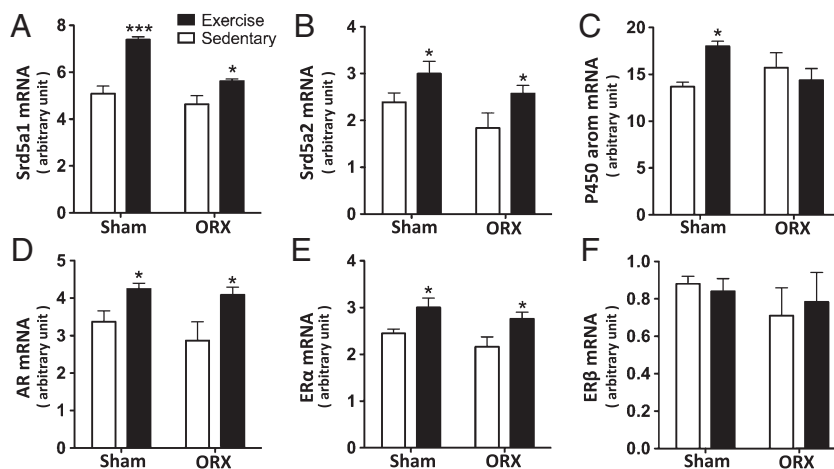 A
Srd5a1 mRNA
( arbitrary unit )
8
6
4
2
0
***
*
Exercise
Sedentary
Sham
ORX
B
Srd5a2 mRNA
( arbitrary unit )
4
3
2
1
0
*
*
Sham
ORX
C
P450 arom mRNA
( arbitrary unit )
20
15
10
5
0
*
Sham
ORX
D
AR mRNA
( arbitrary unit )
5
4
3
2
1
0
*
*
Sham
ORX
E
ERα mRNA
( arbitrary unit )
4
3
2
1
0
*
*
Sham
ORX
F
ERβ mRNA
( arbitrary unit )
1.0
0.8
0.6
0.4
0.2
0.0
Sham
ORX